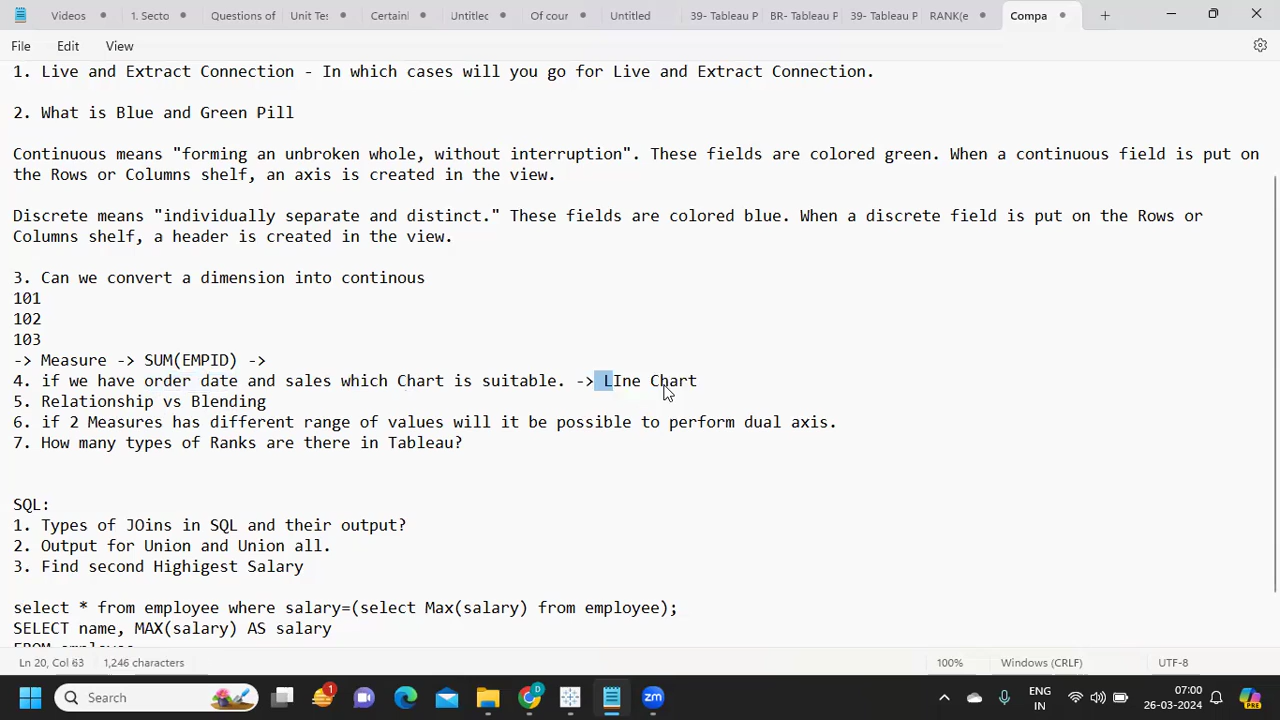 Videos
1. Secto
Questions of
Unit Tes
Certainl
Untitlec
Of cour
Untitled
39- Tableau P
BR- Tableau P
39- Tableau P
RANK(e
Compa
File Edit View
1. Live and Extract Connection - In which cases will you go for Live and Extract Connection.
2. What is Blue and Green Pill
Continuous means "forming an unbroken whole, without interruption". These fields are colored green. When a continuous field is put on
the Rows or Columns shelf, an axis is created in the view.
Discrete means "individually separate and distinct." These fields are colored blue. When a discrete field is put on the Rows or
Columns shelf, a header is created in the view.
3. Can we convert a dimension into continous
101
102
103
-> Measure -> SUM(EMPID) ->
4. if we have order date and sales which Chart is suitable. -> LIne Chart
5. Relationship vs Blending
6. if 2 Measures has different range of values will it be possible to perform dual axis.
7. How many types of Ranks are there in Tableau?
SQL:
1. Types of JOins in SQL and their output?
2. Output for Union and Union all.
3. Find second Highigest Salary
select * from employee where salary=(select Max(salary) from employee);
SELECT name, MAX(salary) AS salary
FROM employee
Ln 20, Col 63 1,246 characters 100% Windows (CRLF) UTF-8
Search 1 D zm ENG 07:00 PRE
IN 26-03-2024